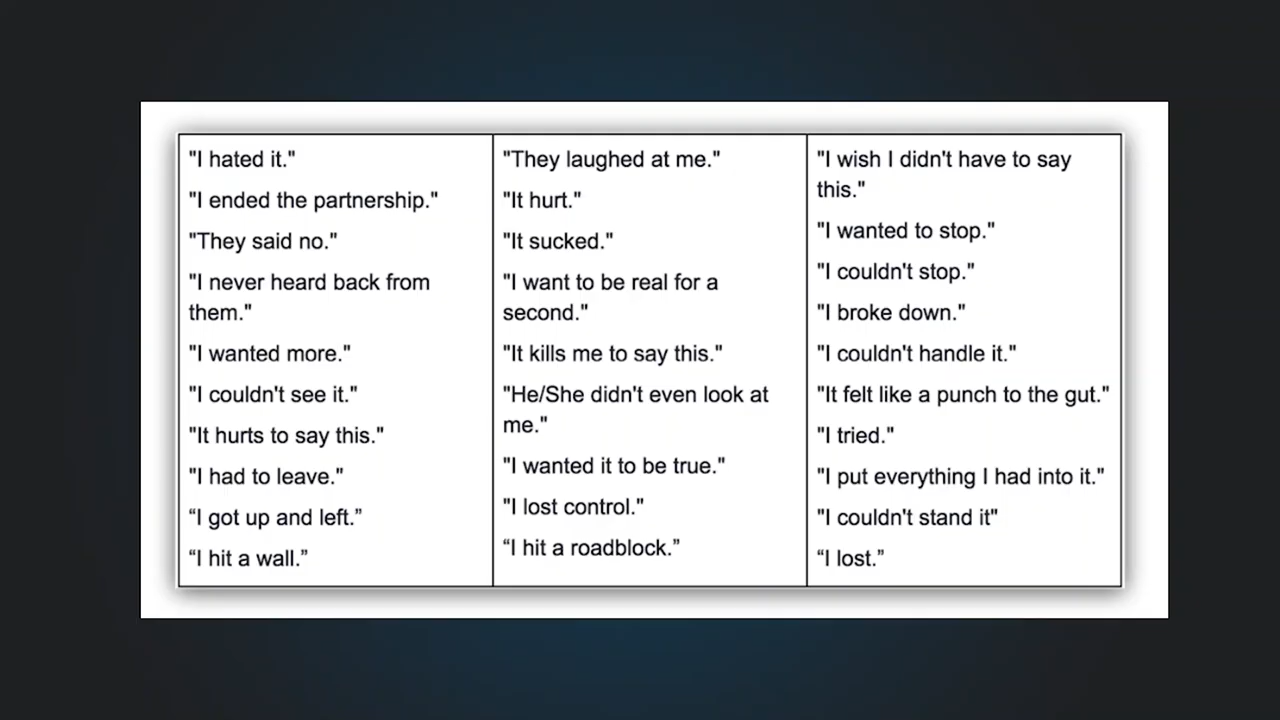 "I hated it."
"I ended the partnership."
"They said no."
"I never heard back from
them."
"I wanted more."
"I couldn't see it."
"It hurts to say this."
"I had to leave."
“I got up and left.”
“I hit a wall.”
"They laughed at me."
"It hurt."
"It sucked."
"I want to be real for a
second."
"It kills me to say this."
"He/She didn't even look at
me."
"I wanted it to be true."
"I lost control."
“I hit a roadblock.”
"I wish I didn't have to say
this."
"I wanted to stop."
"I couldn't stop."
"I broke down."
"I couldn't handle it."
"It felt like a punch to the gut."
"I tried."
"I put everything I had into it."
"I couldn't stand it"
“I lost.”